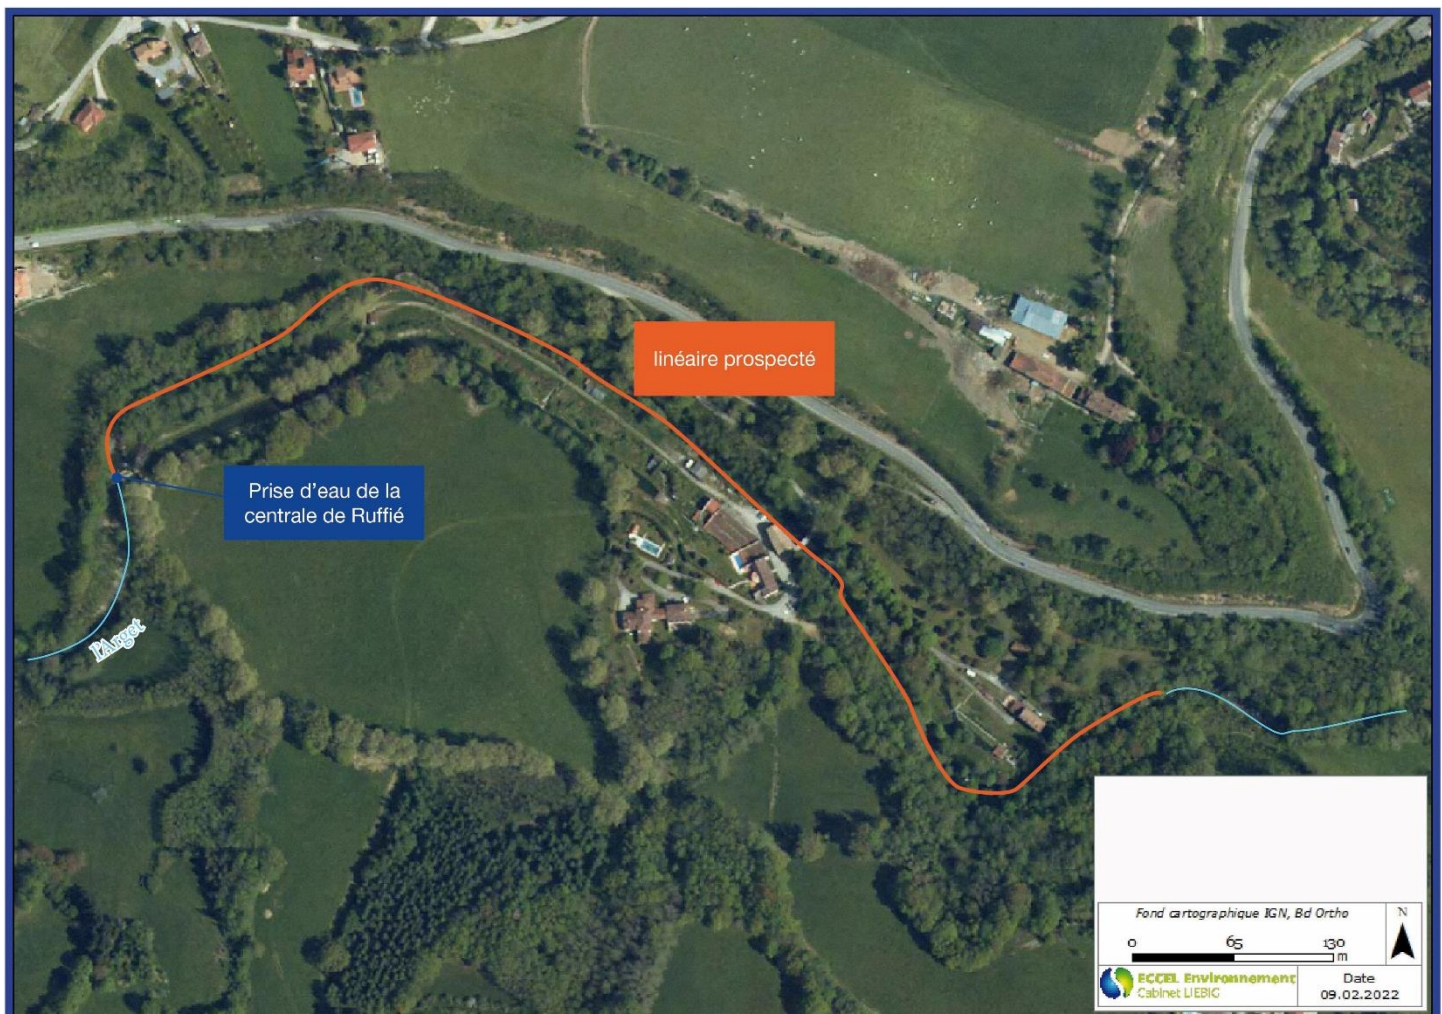 linéaire prospecté
Prise d'eau de la
centrale de Ruffié
l'Arget
Fond cartographique IGN, Bd Ortho
N
0 65 130
m
ECCEL Environnement
Cabinet LIEBIG
Date
09.02.2022